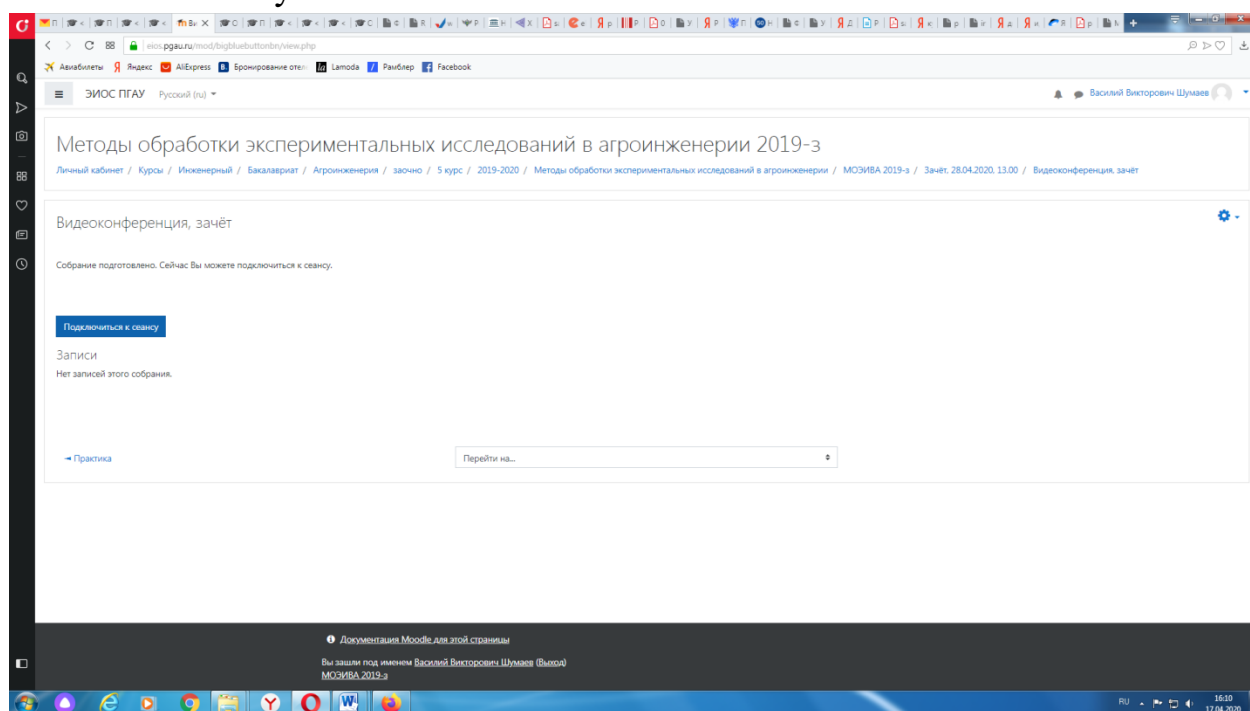 eios.pgau.ru/mod/bigbluebuttonbn/view.php
Авиабилеты Яндекс AliExpress Бронирование отел Lamoda Рамблер Facebook
ЭИОС ПГАУ Русский (ru) Василий Викторович Шумаев
Методы обработки экспериментальных исследований в агроинженерии 2019-з
Личный кабинет / Курсы / Инженерный / Бакалавриат / Агроинженерия / заочно / 5 курс / 2019-2020 / Методы обработки экспериментальных исследований в агроинженерии / МОЭИВА 2019-з / Зачёт, 28.04.2020, 13.00 / Видеоконференция, зачёт
Видеоконференция, зачёт
Собрание подготовлено. Сейчас Вы можете подключиться к сеансу.
Подключиться к сеансу
Записи
Нет записей этого собрания.
◄ Практика Перейти на...
Документация Moodle для этой страницы
Вы зашли под именем Василий Викторович Шумаев (Выход)
МОЭИВА 2019-з
RU 16:10
17.04.2020